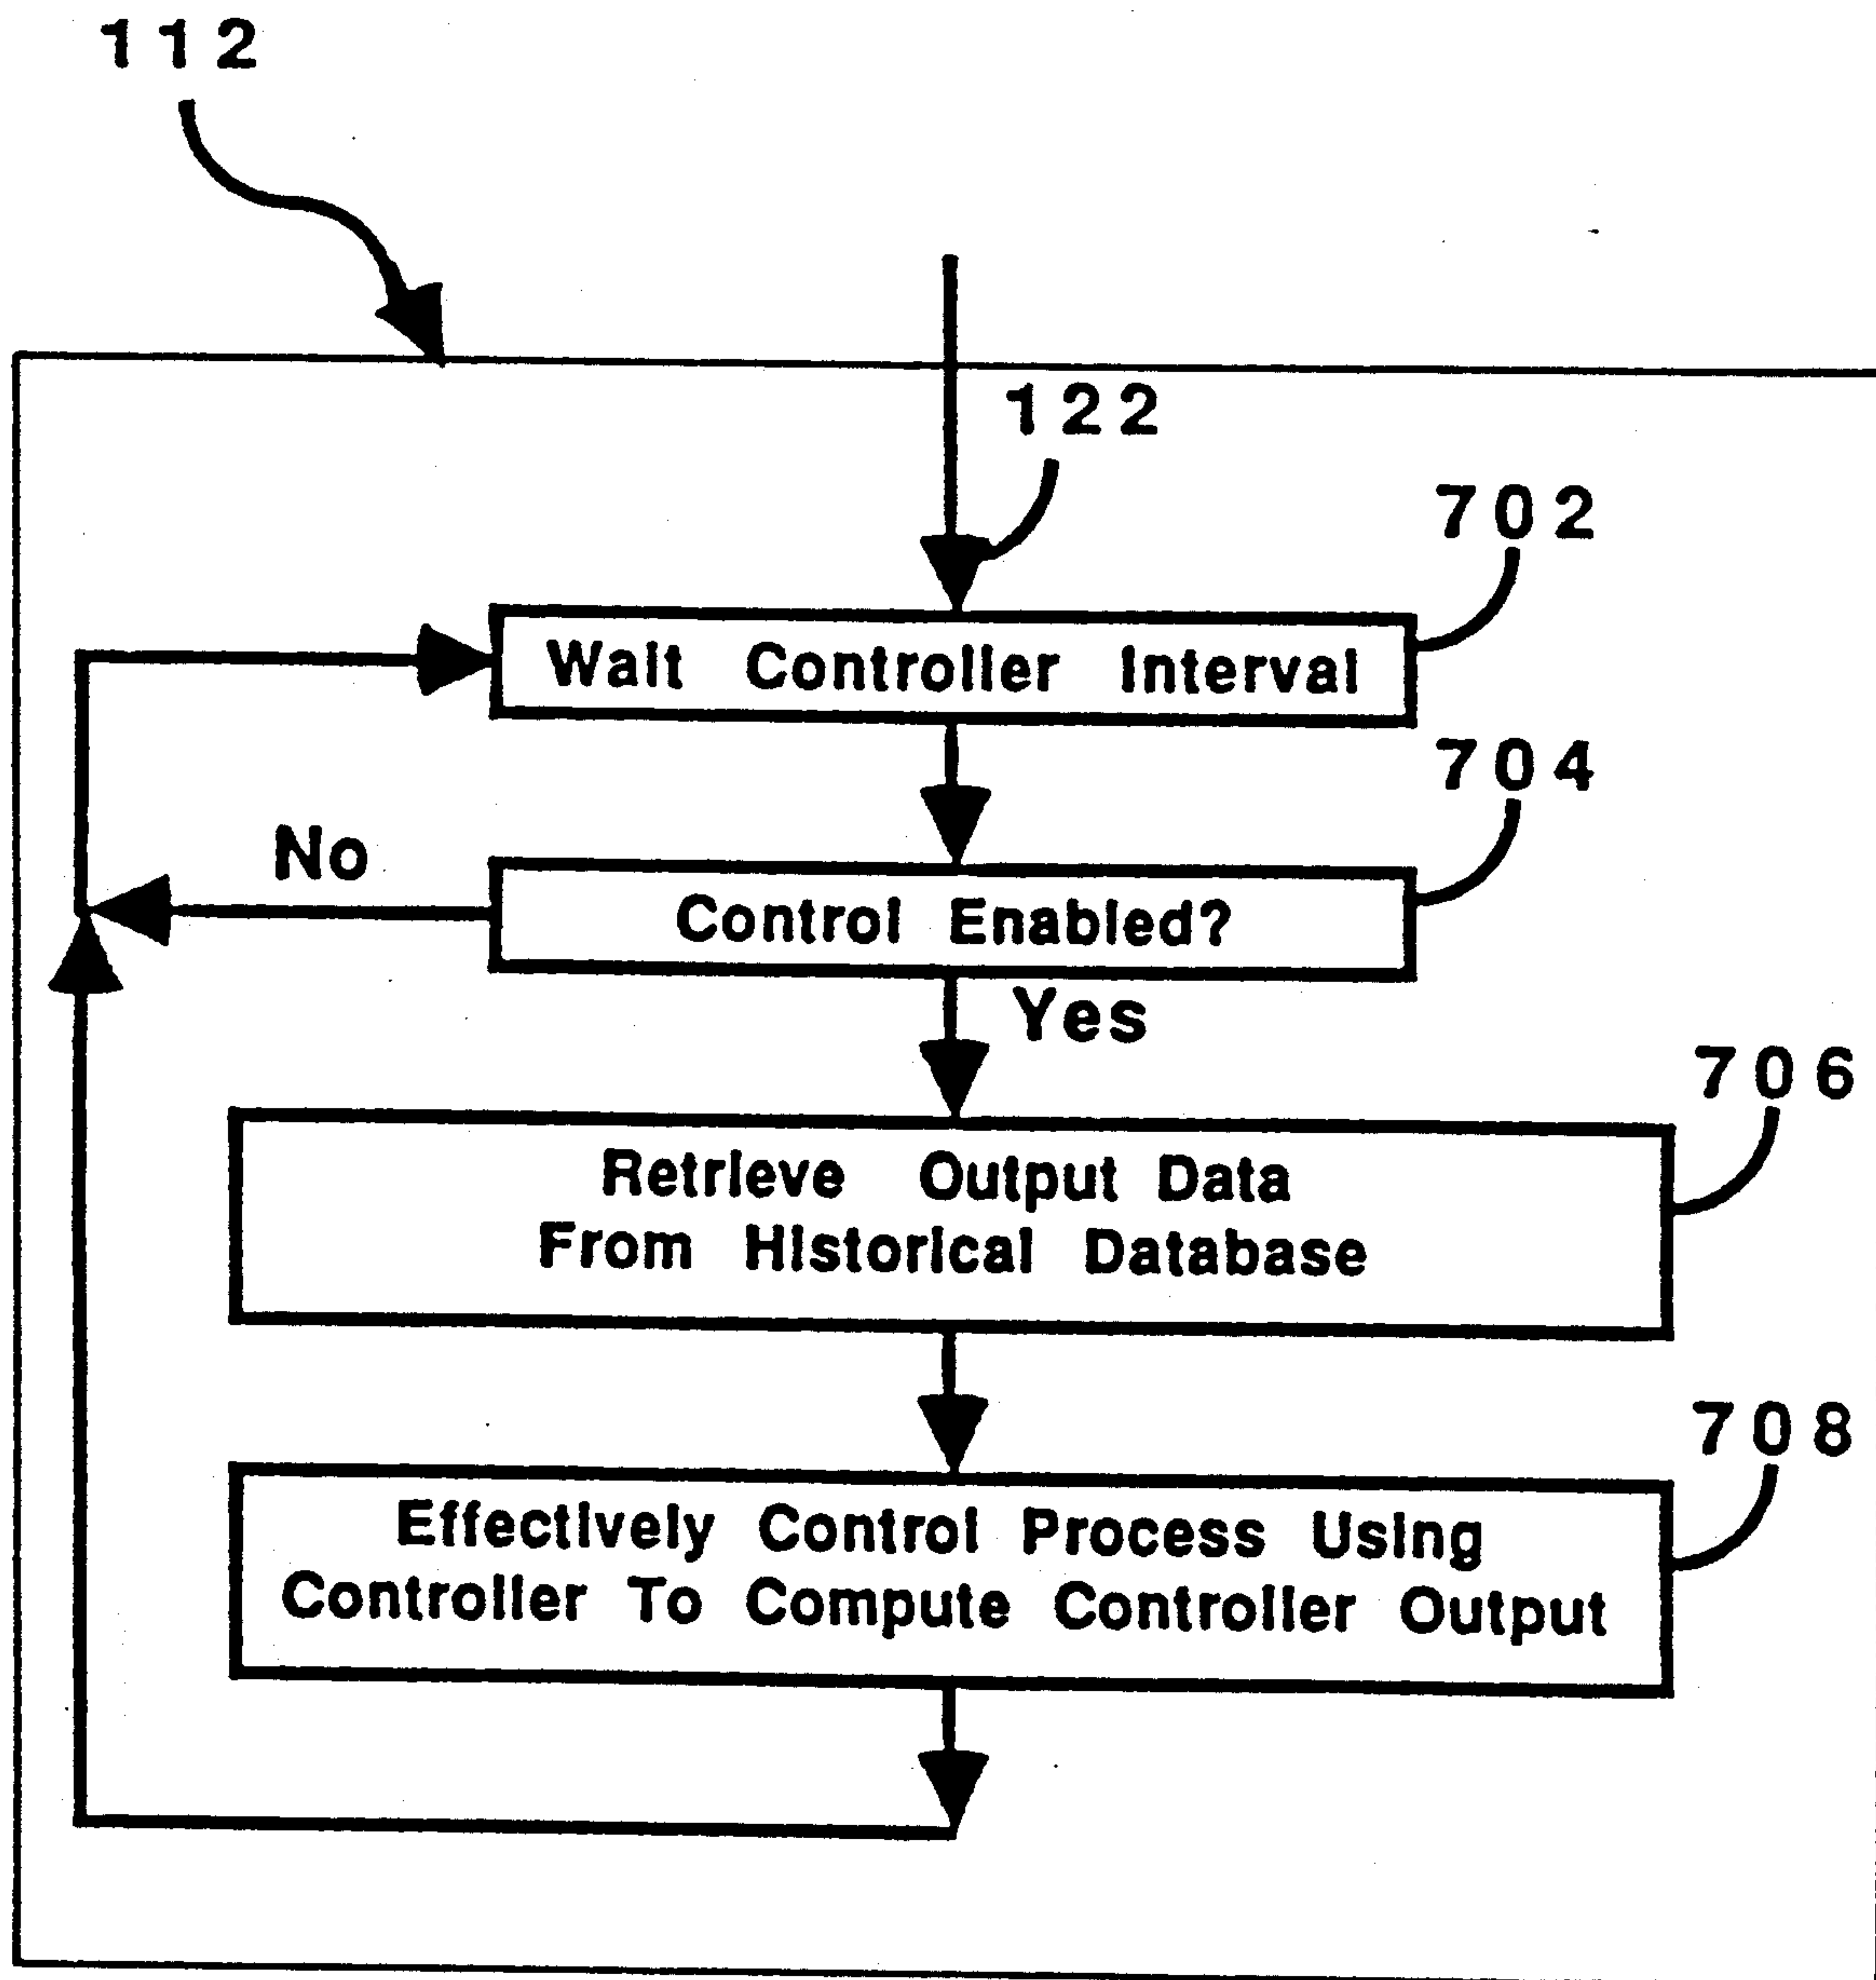 112
122
702
Wait Controller Interval
704
No
Control Enabled?
Yes
706
Retrieve Output Data
From Historical Database
708
Effectively Control Process Using
Controller To Compute Controller Output